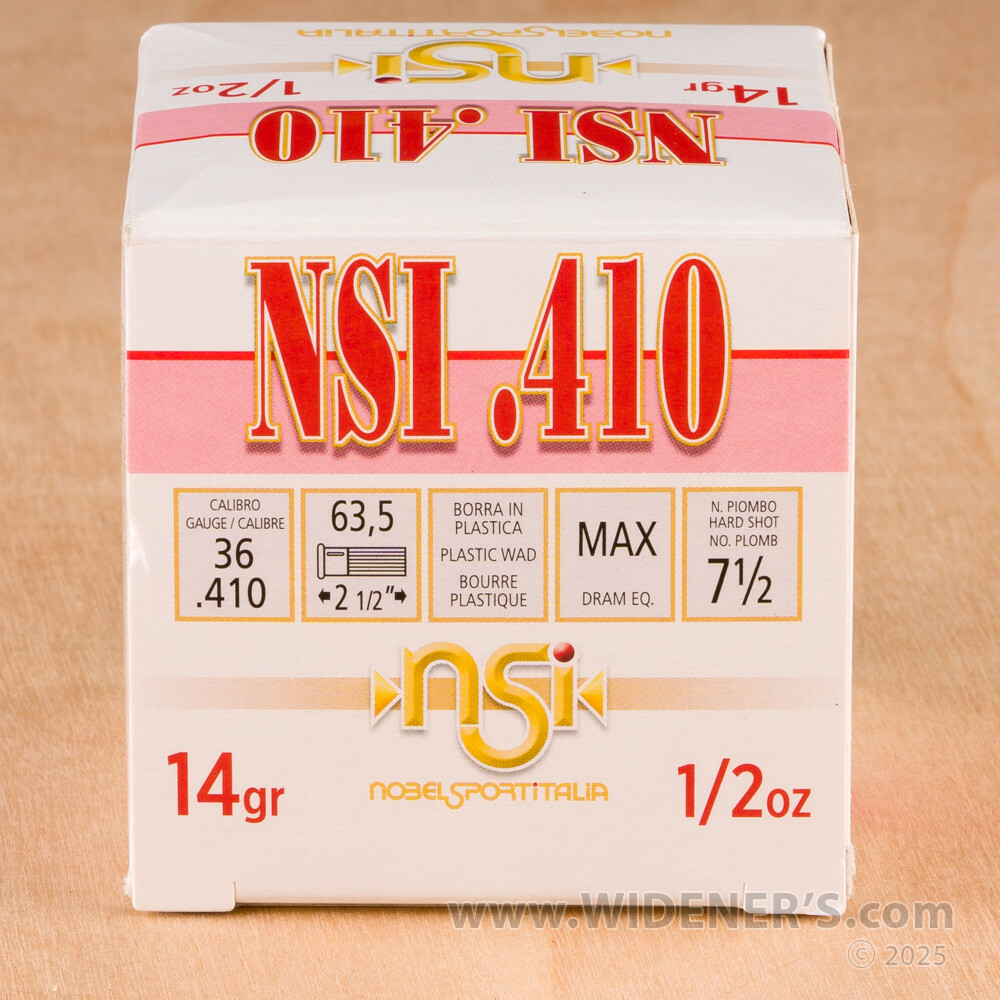 NOBELSPORTITALIA
nsi
1/2oz 14gr
NSI .410
NSI .410
CALIBRO
GAUGE / CALIBRE
36
.410
63,5
2 1/2"
BORRA IN
PLASTICA
PLASTIC WAD
BOURRE
PLASTIQUE
MAX
DRAM EQ.
N. PIOMBO
HARD SHOT
NO. PLOMB
7½
nsi
NOBELSPORTITALIA
14gr
1/2oz
www.WIDENER'S.com
© 2025